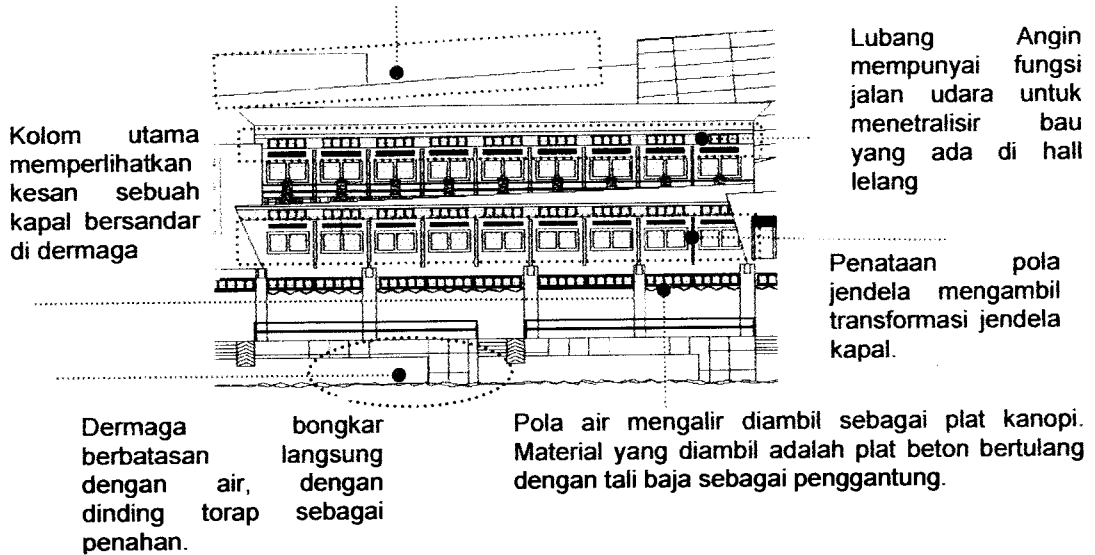 Lubang Angin
mempunyai fungsi
jalan udara untuk
menetralisir bau
yang ada di hall
lelang
Kolom utama
memperlihatkan
kesan sebuah
kapal bersandar
di dermaga
Penataan pola
jendela mengambil
transformasi jendela
kapal.
Dermaga bongkar
berbatasan langsung
dengan air, dengan
dinding torap sebagai
penahan.
Pola air mengalir diambil sebagai plat kanopi.
Material yang diambil adalah plat beton bertulang
dengan tali baja sebagai penggantung.